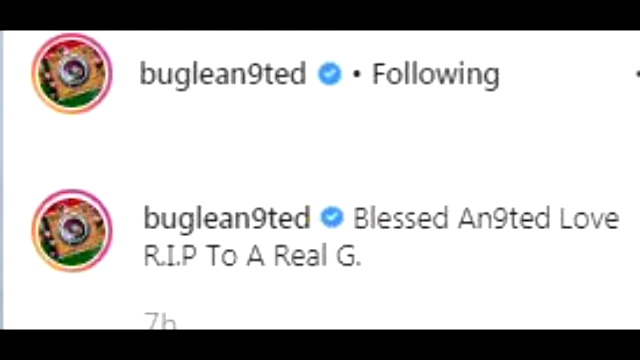 buglean9ted • Following
buglean9ted Blessed An9ted Love
R.I.P To A Real G.
7h